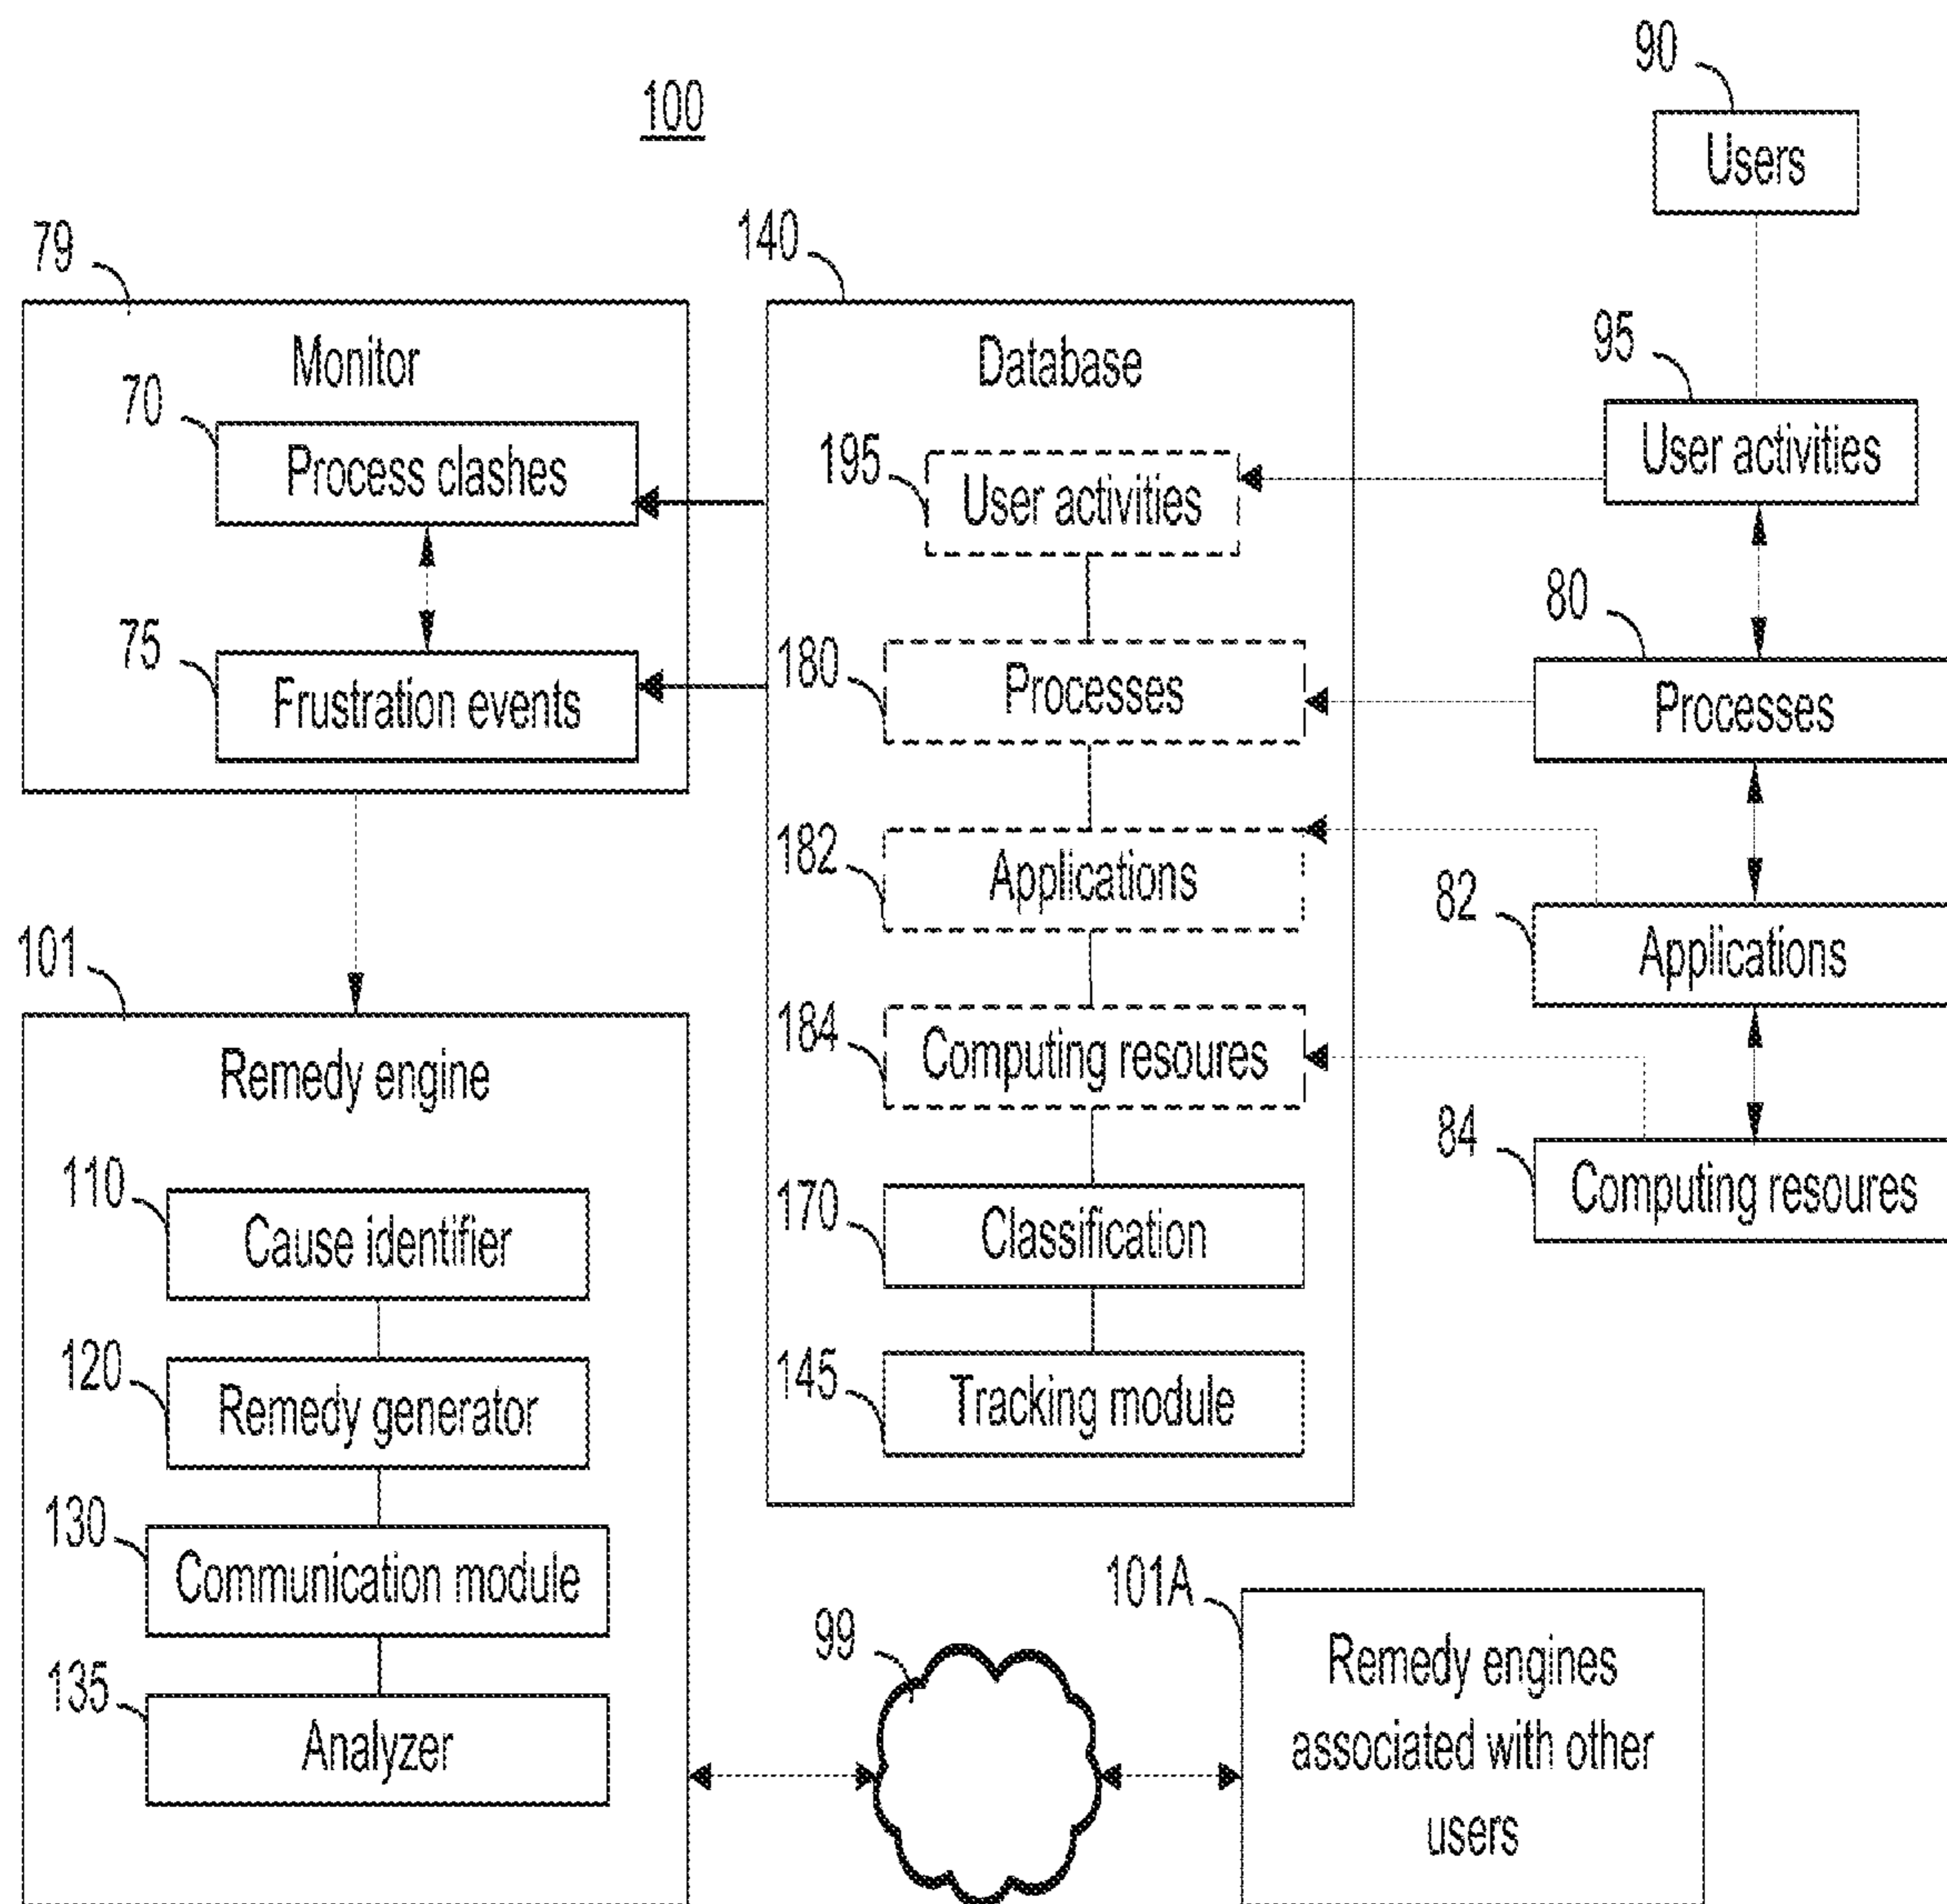 100
90
Users
79
Monitor
70
Process clashes
75
Frustration events
140
Database
195
User activities
180
Processes
182
Applications
184
Computing resoures
170
Classification
145
Tracking module
95
User activities
80
Processes
82
Applications
84
Computing resoures
101
Remedy engine
110
Cause identifier
120
Remedy generator
130
Communication module
135
Analyzer
99
101A
Remedy engines
associated with other
users